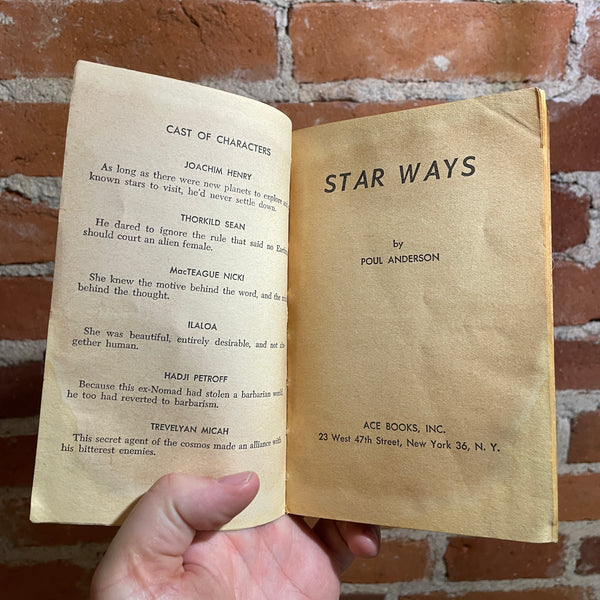 CAST OF CHARACTERS
JOACHIM HENRY
As long as there were new planets to explore
known stars to visit, he'd never settle down.
THORKILD SEAN
He dared to ignore the rule that said no
should court an alien female.
MacTEAGUE NICKI
She knew the motive behind the word, and the
behind the thought.
ILALOA
She was beautiful, entirely desirable, and not
gether human.
HADJI PETROFF
Because this ex-Nomad had stolen a barbarian world
he too had reverted to barbarism.
TREVELYAN MICAH
This secret agent of the cosmos made an alliance with
his bitterest enemies.
STAR WAYS
by
POUL ANDERSON
ACE BOOKS, INC.
23 West 47th Street, New York 36, N. Y.